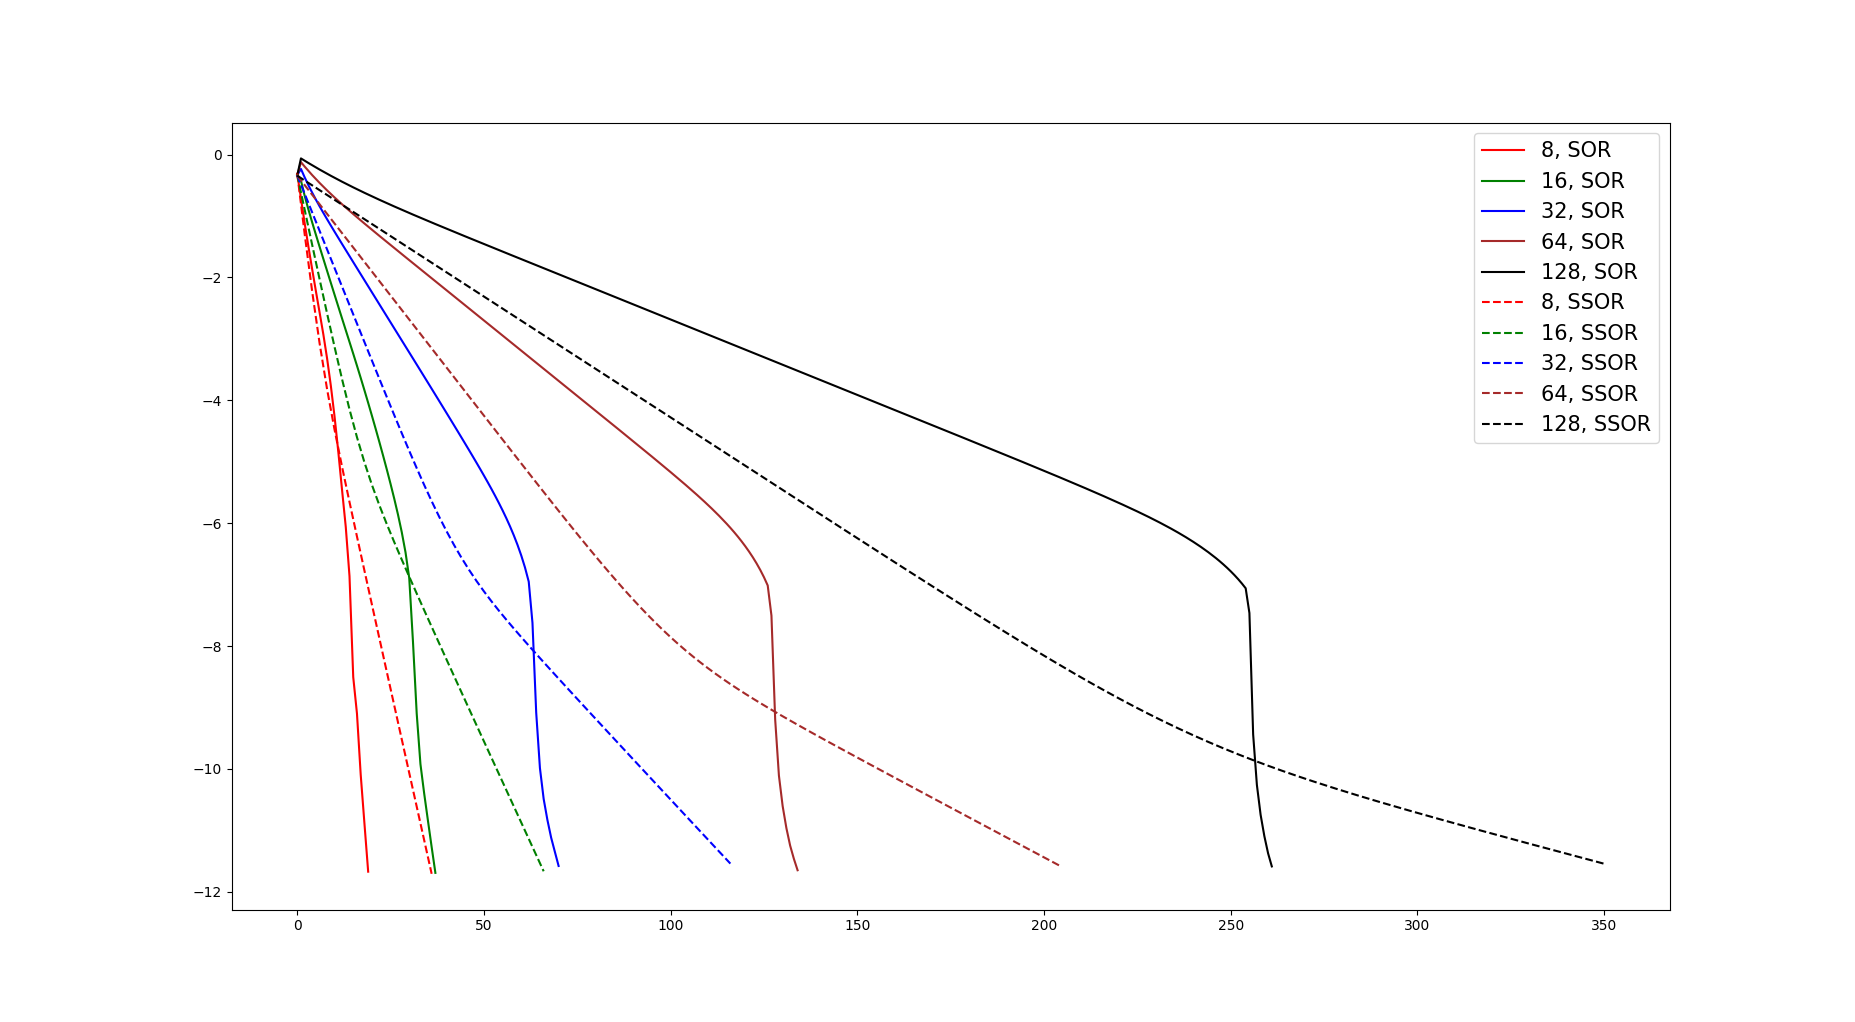 0
−2
−4
−6
−8
−10
−12
0 50 100 150 200 250 300 350
8, SOR
16, SOR
32, SOR
64, SOR
128, SOR
8, SSOR
16, SSOR
32, SSOR
64, SSOR
128, SSOR